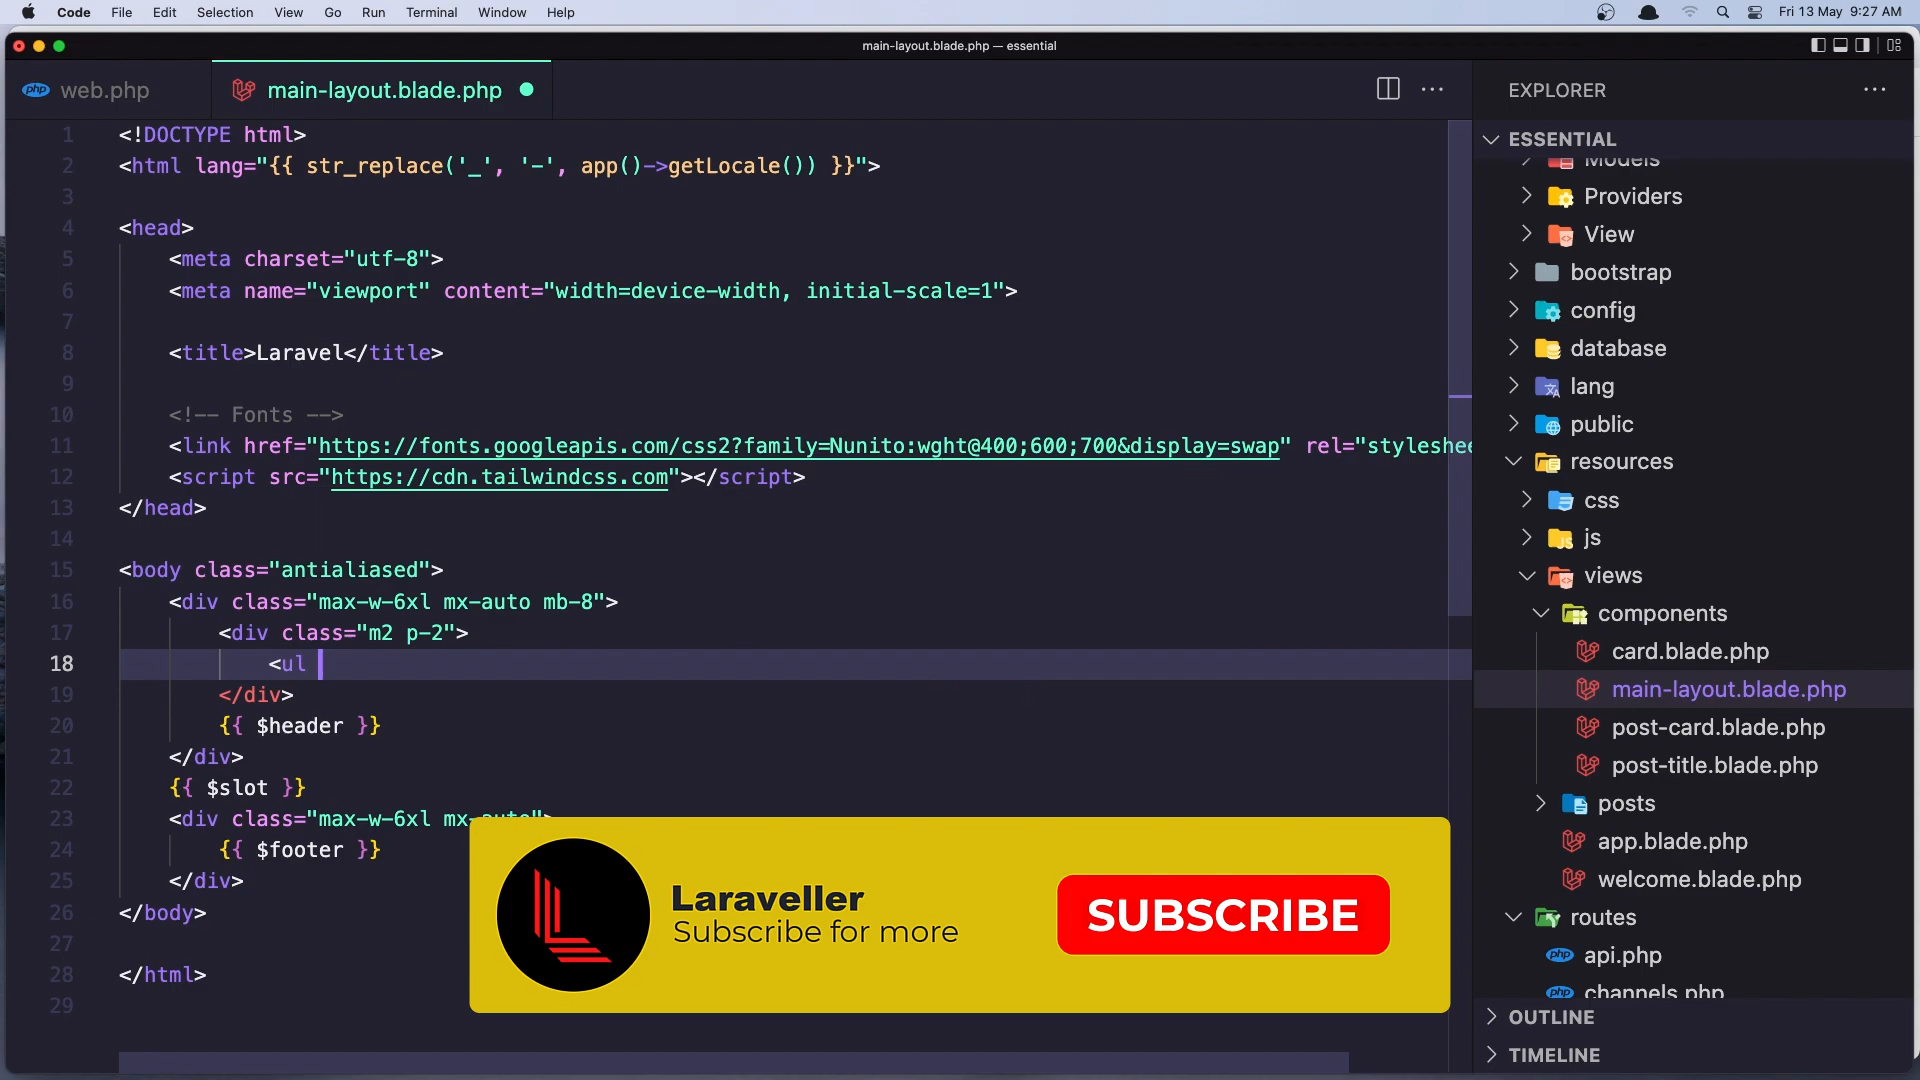 Code File Edit Selection View Go Run Terminal Window Help Fri 13 May 9:27 AM
main-layout.blade.php — essential
php web.php main-layout.blade.php ··· EXPLORER ···
ESSENTIAL
1 <!DOCTYPE html>
2 <html lang="{{ str_replace('_', '-', app()->getLocale()) }}">
3
4 <head>
5 <meta charset="utf-8">
6 <meta name="viewport" content="width=device-width, initial-scale=1">
7
8 <title>Laravel</title>
9
10 <!-- Fonts -->
11 <link href="https://fonts.googleapis.com/css2?family=Nunito:wght@400;600;700&display=swap" rel="styleshee
12 <script src="https://cdn.tailwindcss.com"></script>
13 </head>
14
15 <body class="antialiased">
16 <div class="max-w-6xl mx-auto mb-8">
17 <div class="m2 p-2">
18 <ul
19 </div>
20 {{ $header }}
21 </div>
22 {{ $slot }}
23 <div class="max-w-6xl mx-auto">
24 {{ $footer }}
25 </div>
26 </body>
27
28 </html>
29
Models
Providers
View
bootstrap
config
database
lang
public
resources
css
js
views
components
card.blade.php
main-layout.blade.php
post-card.blade.php
post-title.blade.php
posts
app.blade.php
welcome.blade.php
routes
php api.php
php channels.php
OUTLINE
TIMELINE
Laraveller
Subscribe for more
SUBSCRIBE